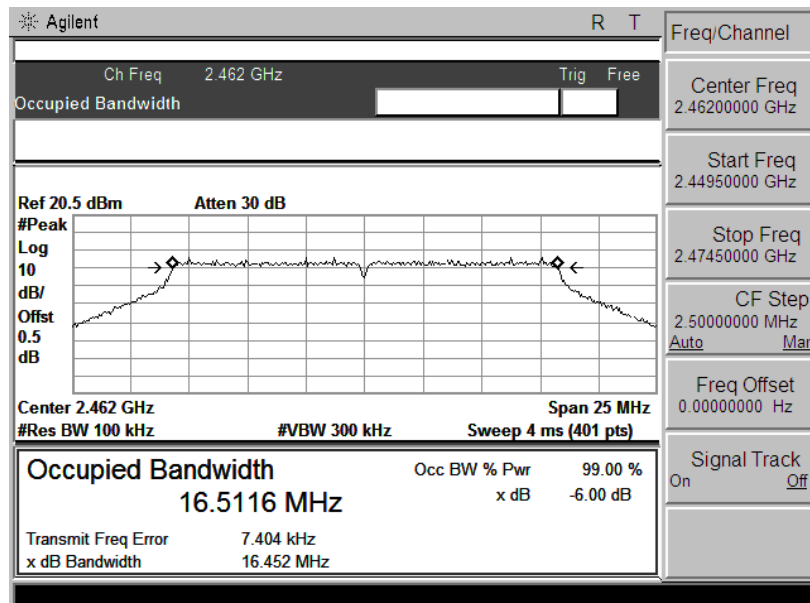 Agilent R T
Ch Freq 2.462 GHz Trig Free
Occupied Bandwidth
Ref 20.5 dBm Atten 30 dB
#Peak
Log
10
dB/
Offst
0.5
dB
Center 2.462 GHz Span 25 MHz
#Res BW 100 kHz #VBW 300 kHz Sweep 4 ms (401 pts)
Occupied Bandwidth
16.5116 MHz
Occ BW % Pwr 99.00 %
x dB -6.00 dB
Transmit Freq Error 7.404 kHz
x dB Bandwidth 16.452 MHz
Freq/Channel
Center Freq
2.46200000 GHz
Start Freq
2.44950000 GHz
Stop Freq
2.47450000 GHz
CF Step
2.50000000 MHz
Auto Man
Freq Offset
0.00000000 Hz
Signal Track
On Off